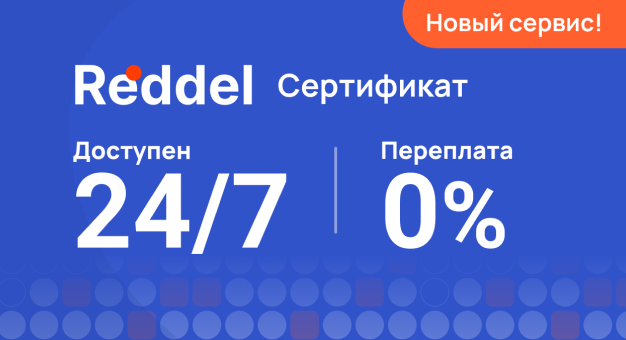 Новый сервис!
Reddel Сертификат
Доступен
24/7
Переплата
0%